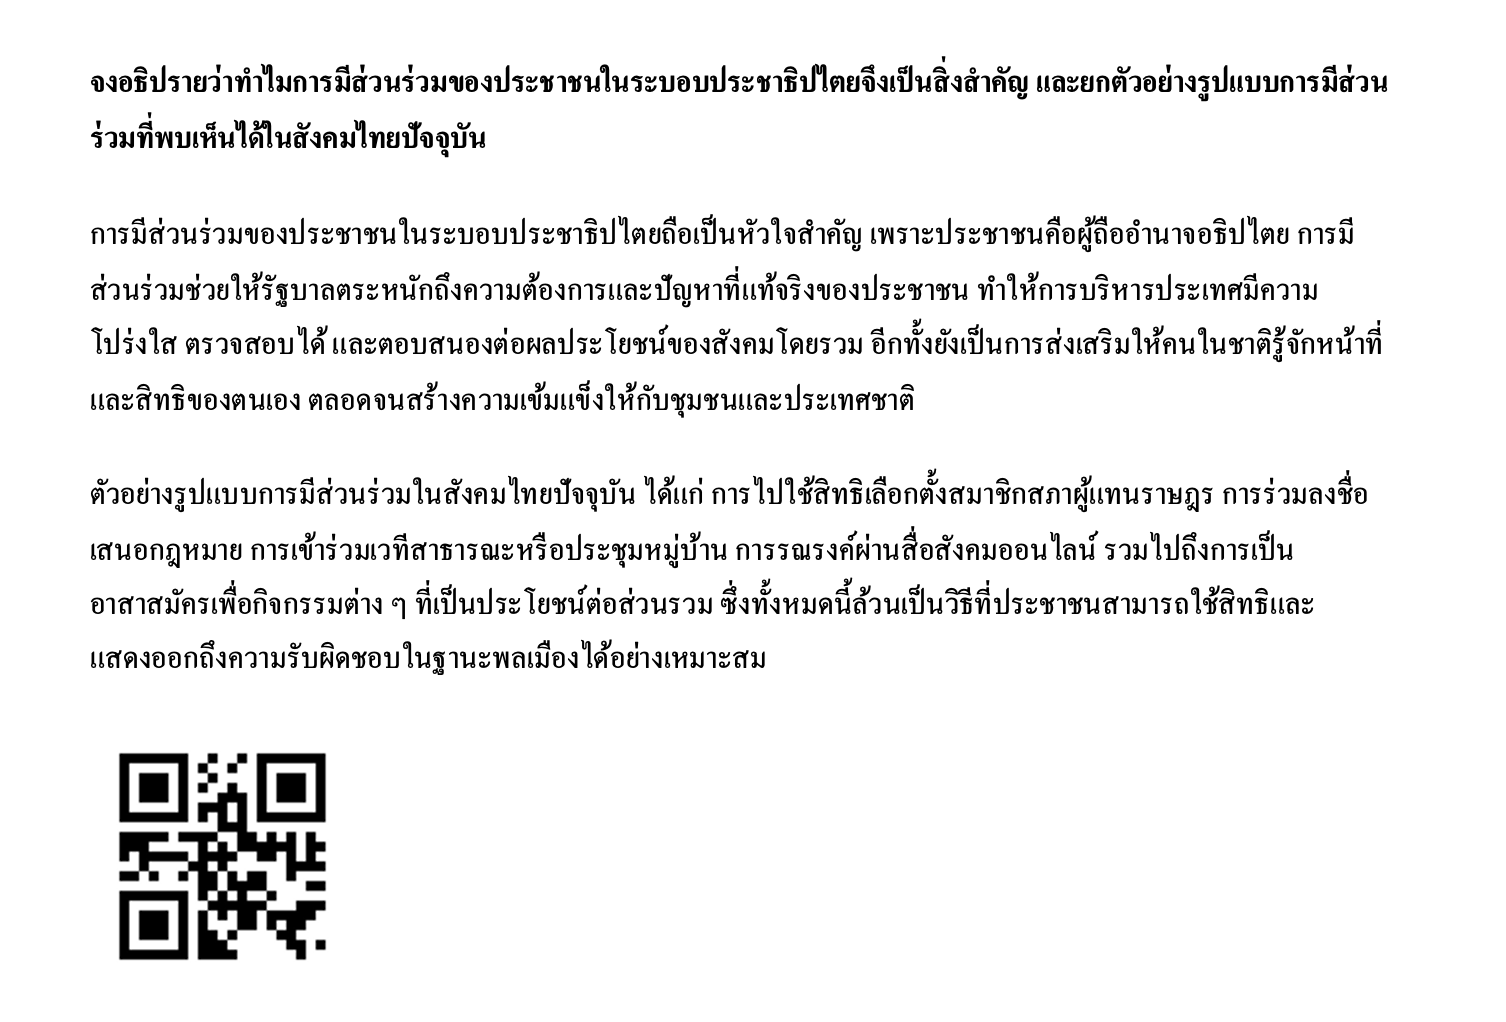 จงอธิปรายว่าทำไมการมีส่วนร่วมของประชาชนในระบอบประชาธิปไตยจึงเป็นสิ่งสำคัญ และยกตัวอย่างรูปแบบการมีส่วน
ร่วมที่พบเห็นได้ในสังคมไทยปัจจุบัน
การมีส่วนร่วมของประชาชนในระบอบประชาธิปไตยถือเป็นหัวใจสำคัญ เพราะประชาชนคือผู้ถืออำนาจอธิปไตย การมี
ส่วนร่วมช่วยให้รัฐบาลตระหนักถึงความต้องการและปัญหาที่แท้จริงของประชาชน ทำให้การบริหารประเทศมีความ
โปร่งใส ตรวจสอบได้ และตอบสนองต่อผลประโยชน์ของสังคมโดยรวม อีกทั้งยังเป็นการส่งเสริมให้คนในชาติรู้จักหน้าที่
และสิทธิของตนเอง ตลอดจนสร้างความเข้มแข็งให้กับชุมชนและประเทศชาติ
ตัวอย่างรูปแบบการมีส่วนร่วมในสังคมไทยปัจจุบัน ได้แก่ การไปใช้สิทธิเลือกตั้งสมาชิกสภาผู้แทนราษฎร การร่วมลงชื่อ
เสนอกฎหมาย การเข้าร่วมเวทีสาธารณะหรือประชุมหมู่บ้าน การรณรงค์ผ่านสื่อสังคมออนไลน์ รวมไปถึงการเป็น
อาสาสมัครเพื่อกิจกรรมต่าง ๆ ที่เป็นประโยชน์ต่อส่วนรวม ซึ่งทั้งหมดนี้ล้วนเป็นวิธีที่ประชาชนสามารถใช้สิทธิและ
แสดงออกถึงความรับผิดชอบในฐานะพลเมืองได้อย่างเหมาะสม